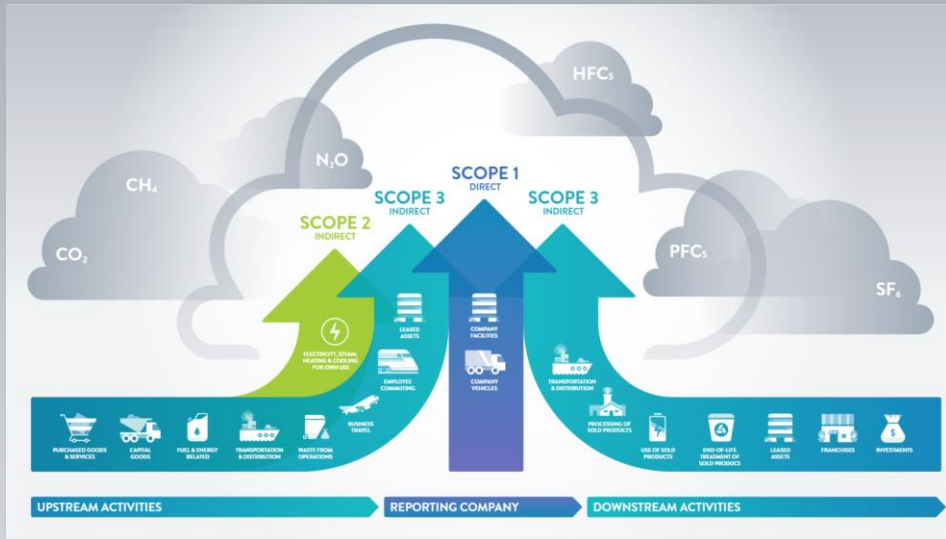 HFCs
N₂O
CH₄
CO₂
PFCs
SF₆
SCOPE 2
INDIRECT
SCOPE 3
INDIRECT
SCOPE 1
DIRECT
SCOPE 3
INDIRECT
ELECTRICITY, STEAM,
HEATING & COOLING
FOR OWN USE
LEASED
ASSETS
EMPLOYEE
COMMUTING
BUSINESS
TRAVEL
COMPANY
FACILITIES
COMPANY
VEHICLES
TRANSPORTATION
& DISTRIBUTION
PROCESSING OF
SOLD PRODUCTS
PURCHASED GOODS
& SERVICES
CAPITAL
GOODS
FUEL & ENERGY
RELATED
TRANSPORTATION
& DISTRIBUTION
WASTE FROM
OPERATIONS
USE OF SOLD
PRODUCTS
END-OF-LIFE
TREATMENT OF
SOLD PRODUCS
LEASED
ASSETS
FRANCHISES
$
INVESTMENTS
UPSTREAM ACTIVITIES
REPORTING COMPANY
DOWNSTREAM ACTIVITIES